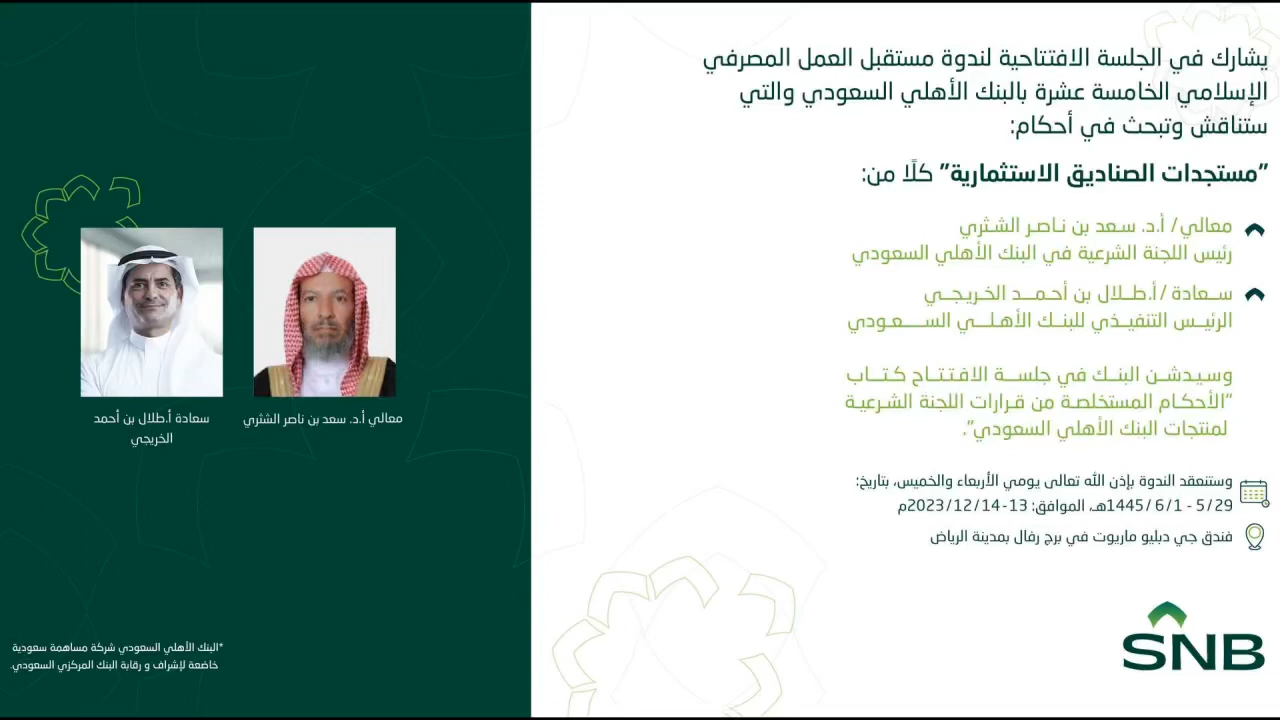 يشارك في الجلسة الافتتاحية لندوة مستقبل العمل المصرفي
الإسلامي الخامسة عشرة بالبنك الأهلي السعودي والتي
ستناقش وتبحث في أحكام:
"مستجدات الصناديق الاستثمارية" كلًا من:
معالي/ أ.د. سعد بن ناصر الشثري
رئيس اللجنة الشرعية في البنك الأهلي السعودي
سعادة /أ.طلال بن أحمد الخريجي
الرئيس التنفيذي للبنك الأهلي السعودي
وسيدشن البنك في جلسة الافتتاح كتاب
"الأحكام المستخلصة من قرارات اللجنة الشرعية
لمنتجات البنك الأهلي السعودي".
وستنعقد الندوة بإذن الله تعالى يومي الأربعاء والخميس، بتاريخ:
5/29 - 1445/6/1هـ، الموافق: 13-2023/12/14م
فندق جي دبليو ماريوت في برج رفال بمدينة الرياض
SNB
معالي أ.د. سعد بن ناصر الشثري
سعادة أ.طلال بن أحمد
الخريجي
*البنك الأهلي السعودي شركة مساهمة سعودية
خاضعة لإشراف و رقابة البنك المركزي السعودي.